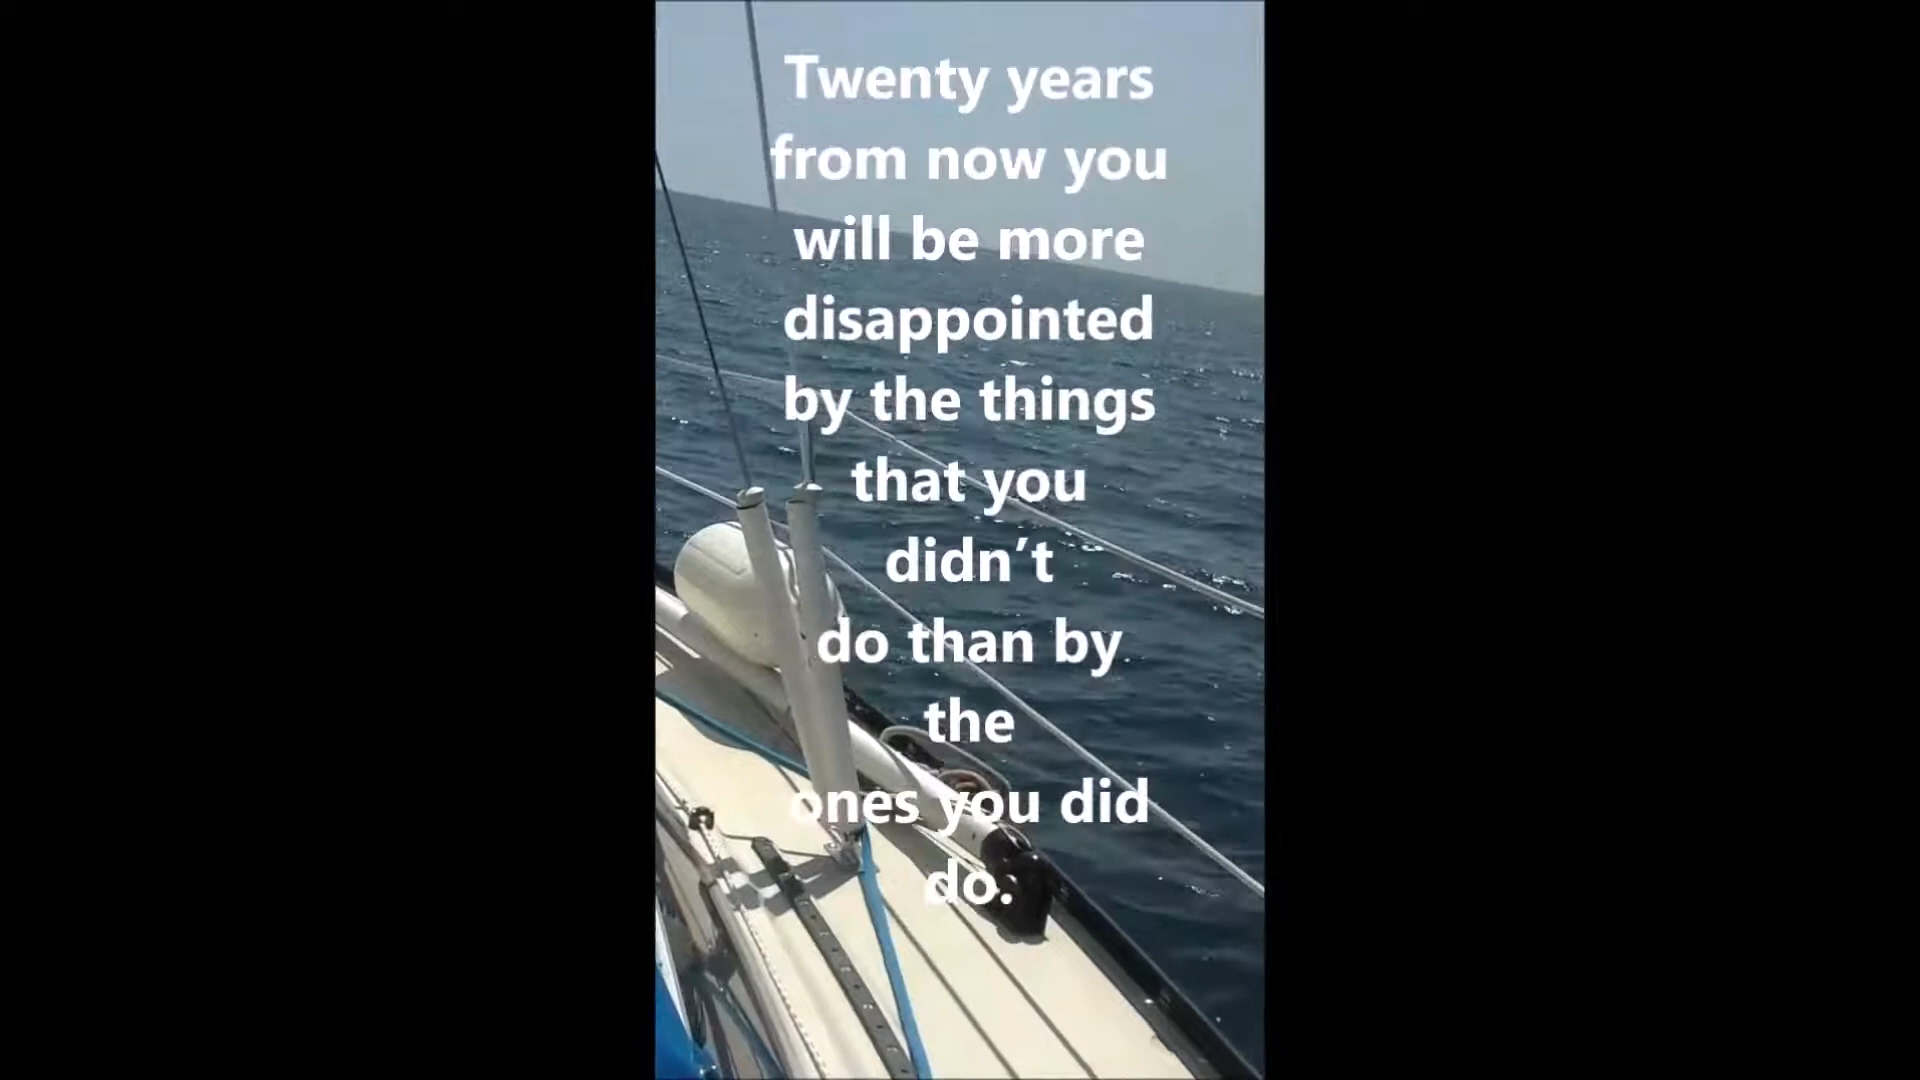 Twenty years
from now you
will be more
disappointed
by the things
that you
didn’t
do than by
the
ones you did
do.